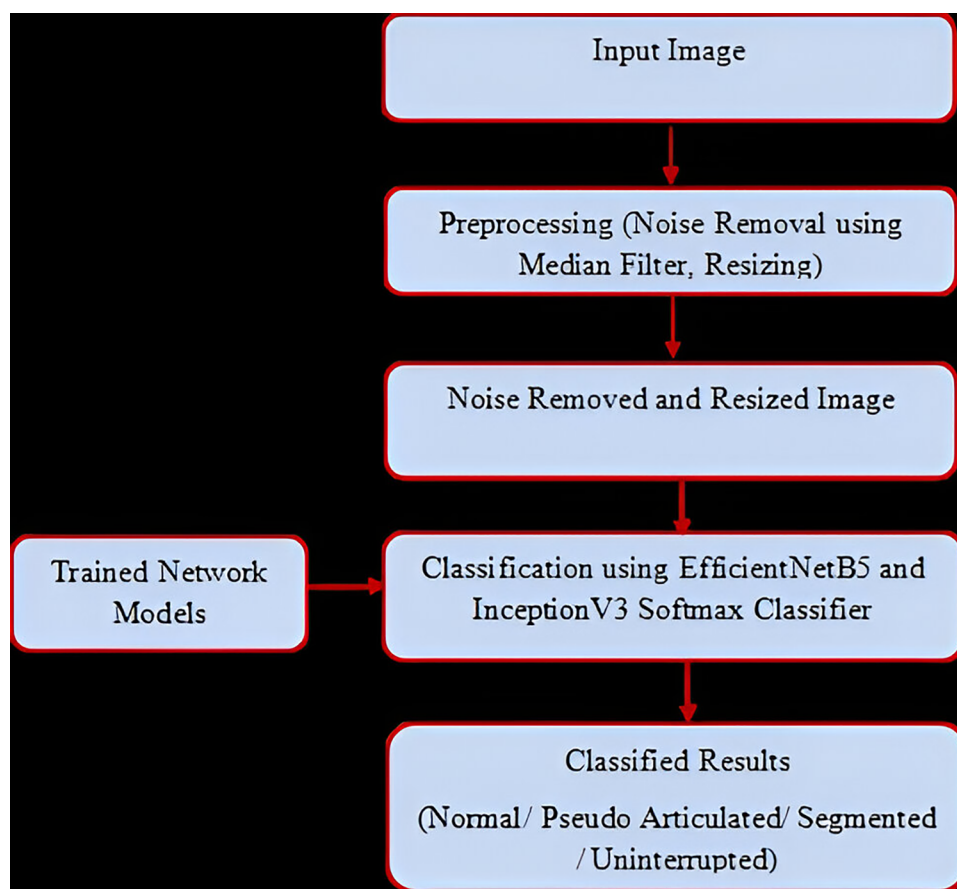 Input Image
Preprocessing (Noise Removal using
Median Filter, Resizing)
Noise Removed and Resized Image
Trained Network
Models
Classification using EfficientNetB5 and
InceptionV3 Softmax Classifier
Classified Results
(Normal/ Pseudo Articulated/ Segmented
/ Uninterrupted)